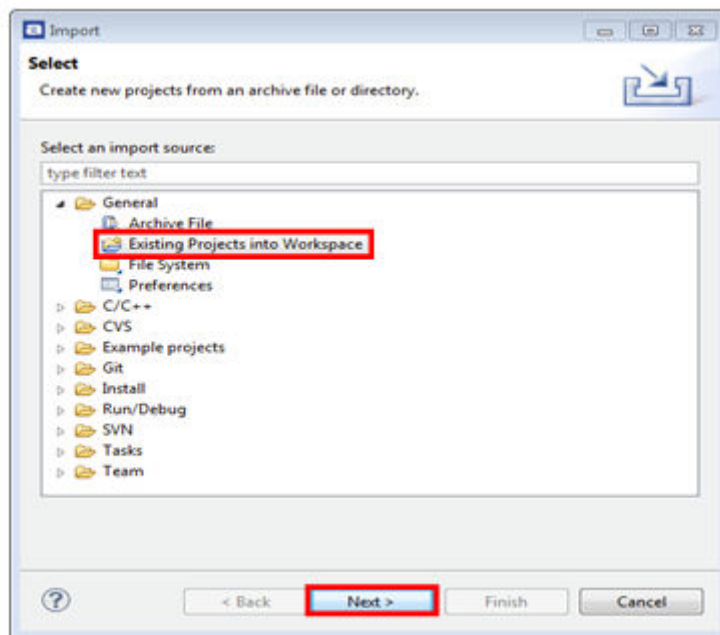 Import
Select
Create new projects from an archive file or directory.
Select an import source:
type filter text
General
Archive File
Existing Projects into Workspace
File System
Preferences
C/C++
CVS
Example projects
Git
Install
Run/Debug
SVN
Tasks
Team
? < Back Next > Finish Cancel